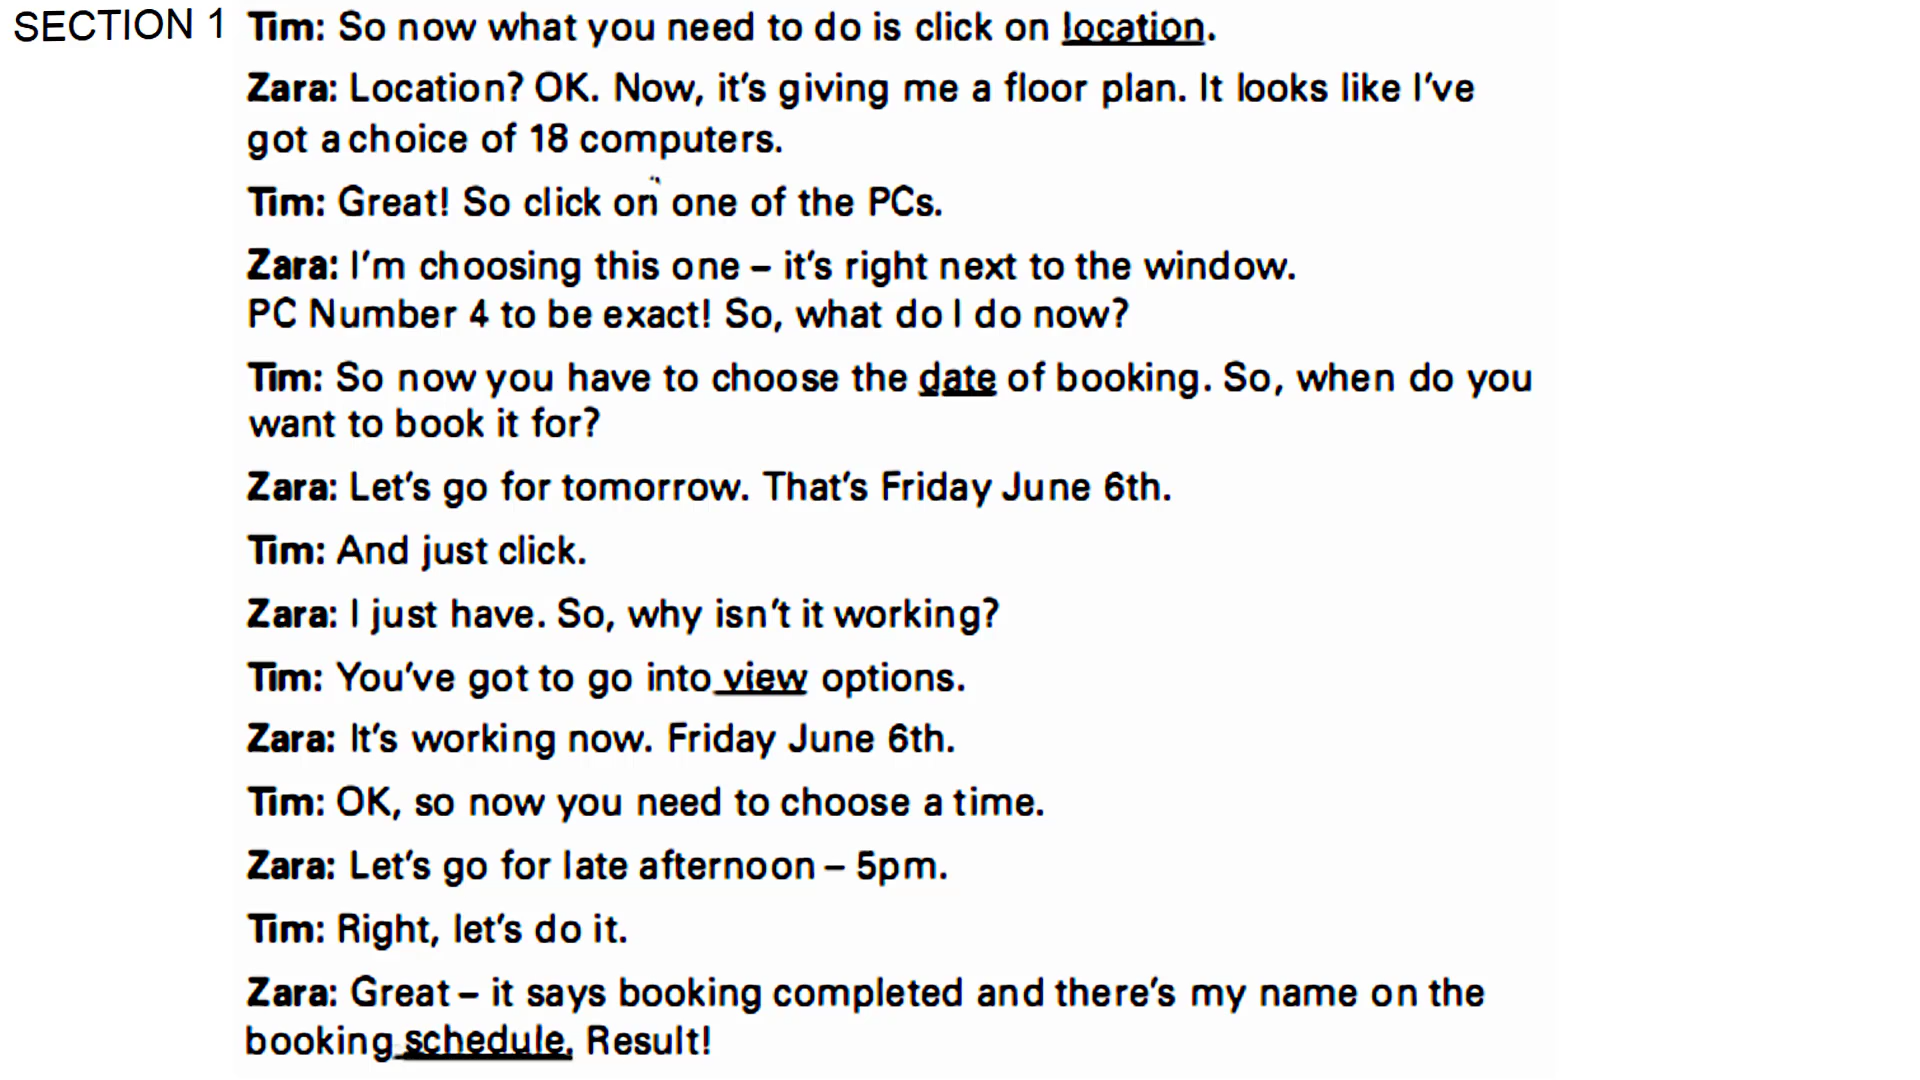 SECTION 1 Tim: So now what you need to do is click on location.
Zara: Location? OK. Now, it's giving me a floor plan. It looks like I've
got a choice of 18 computers.
Tim: Great! So click on one of the PCs.
Zara: I'm choosing this one – it's right next to the window.
PC Number 4 to be exact! So, what do I do now?
Tim: So now you have to choose the date of booking. So, when do you
want to book it for?
Zara: Let's go for tomorrow. That's Friday June 6th.
Tim: And just click.
Zara: I just have. So, why isn't it working?
Tim: You've got to go into view options.
Zara: It's working now. Friday June 6th.
Tim: OK, so now you need to choose a time.
Zara: Let's go for late afternoon – 5pm.
Tim: Right, let's do it.
Zara: Great – it says booking completed and there's my name on the
booking schedule. Result!